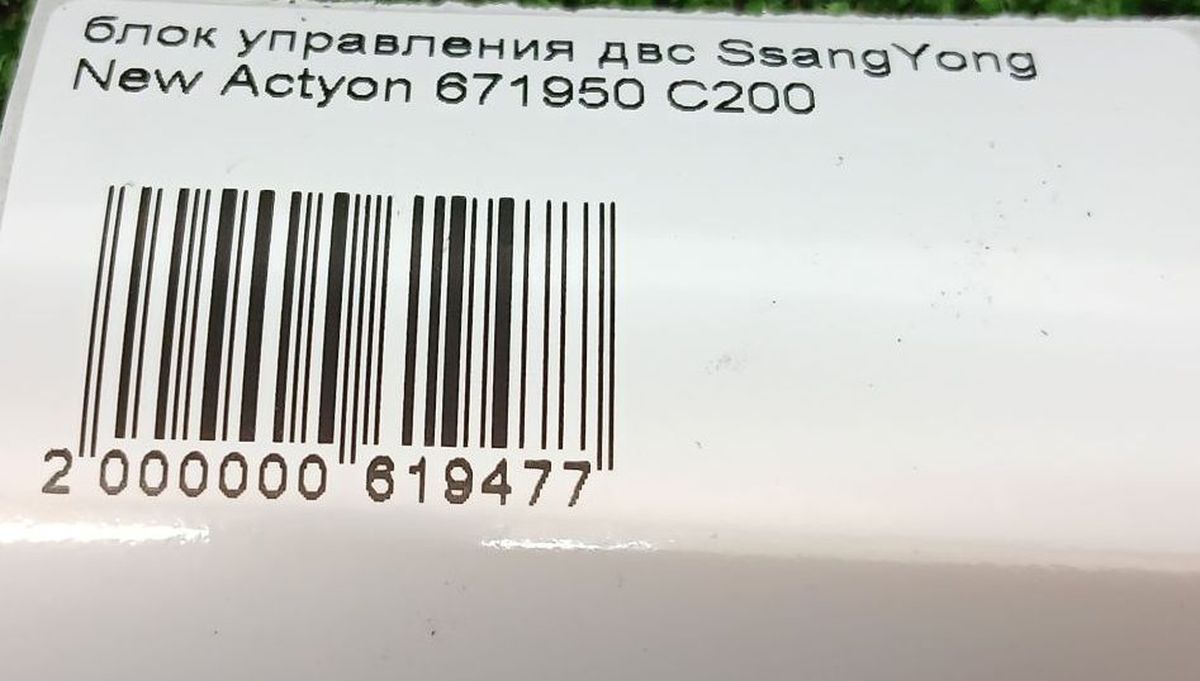 блок управления двс SsangYong
New Actyon 671950 C200
2 000000 619477